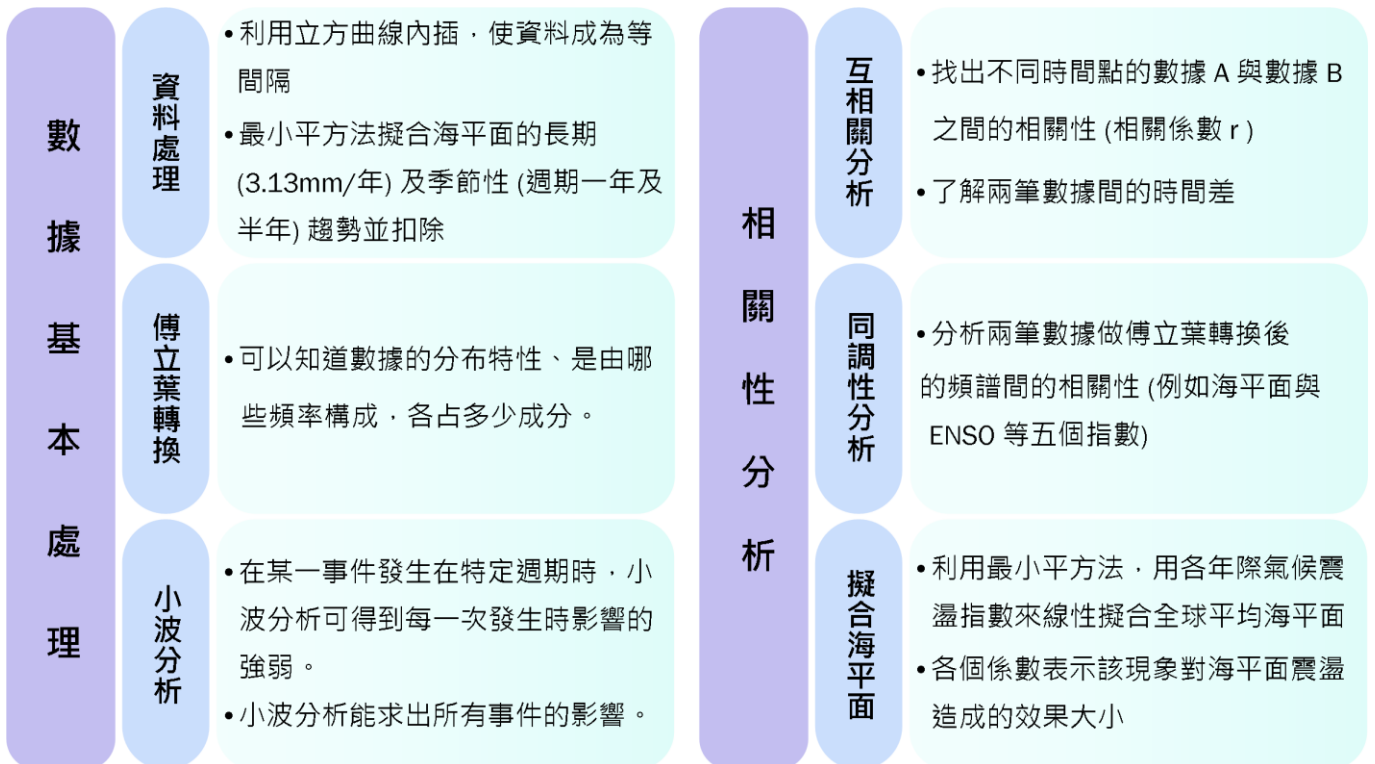 數據基本處理
資料處理
•利用立方曲線內插，使資料成為等
間隔
•最小平方法擬合海平面的長期
(3.13mm/年) 及季節性 (週期一年及
半年) 趨勢並扣除
傅立葉轉換
•可以知道數據的分布特性、是由哪
些頻率構成，各占多少成分。
小波分析
•在某一事件發生在特定週期時，小
波分析可得到每一次發生時影響的
強弱。
•小波分析能求出所有事件的影響。
相關性分析
互相關分析
•找出不同時間點的數據 A 與數據 B
之間的相關性 (相關係數 r )
•了解兩筆數據間的時間差
同調性分析
•分析兩筆數據做傅立葉轉換後
的頻譜間的相關性 (例如海平面與
ENSO 等五個指數)
擬合海平面
•利用最小平方法，用各年際氣候震
盪指數來線性擬合全球平均海平面
•各個係數表示該現象對海平面震盪
造成的效果大小